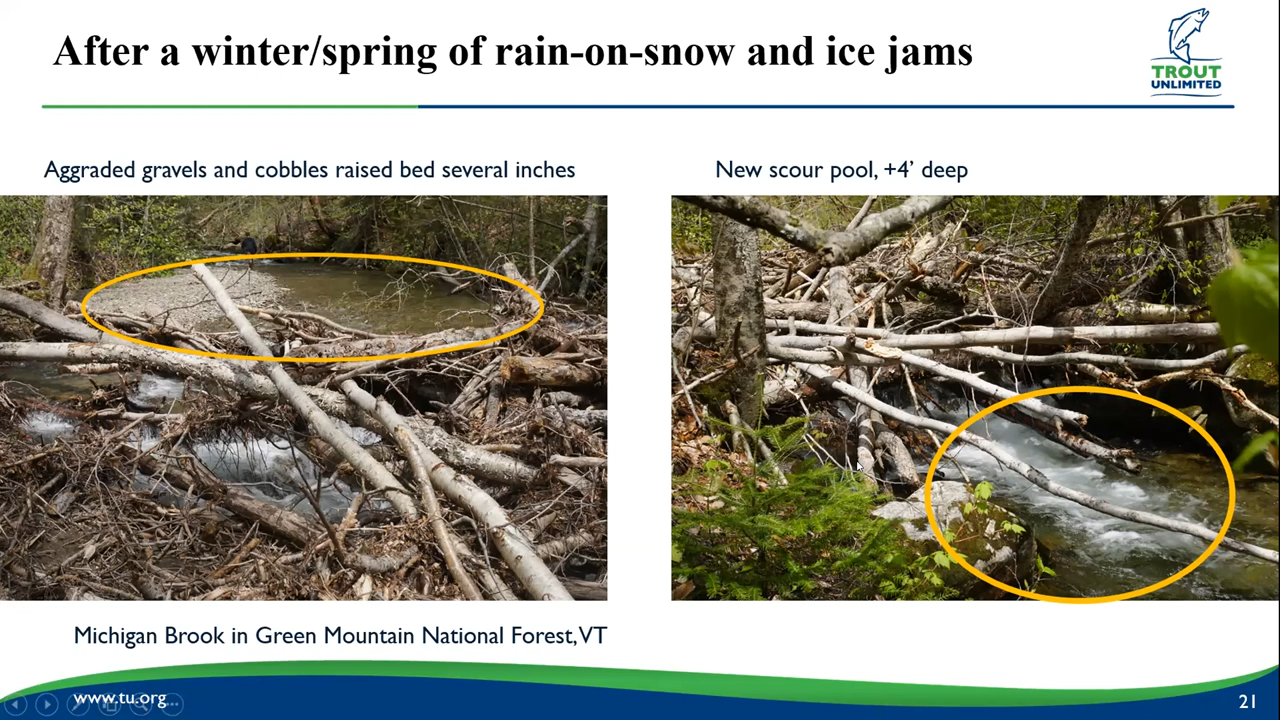 After a winter/spring of rain-on-snow and ice jams
TROUT
UNLIMITED
Aggraded gravels and cobbles raised bed several inches
New scour pool, +4’ deep
Michigan Brook in Green Mountain National Forest, VT
www.tu.org
21